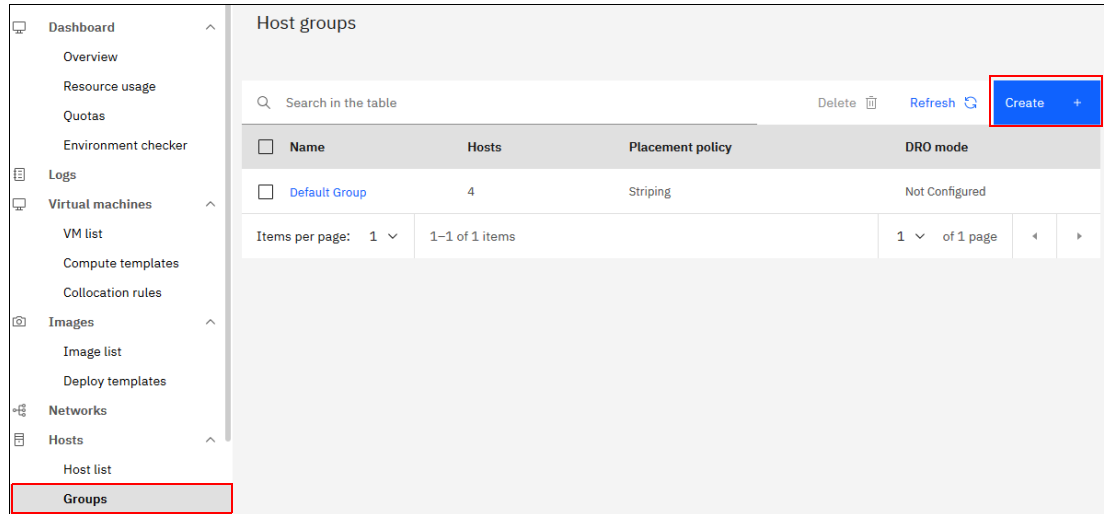 Dashboard
Overview
Resource usage
Quotas
Environment checker
Logs
Virtual machines
VM list
Compute templates
Collocation rules
Images
Image list
Deploy templates
Networks
Hosts
Host list
Groups
Host groups
Search in the table
Delete
Refresh
Create +
Name Hosts Placement policy DRO mode
Default Group 4 Striping Not Configured
Items per page: 1 1–1 of 1 items 1 of 1 page